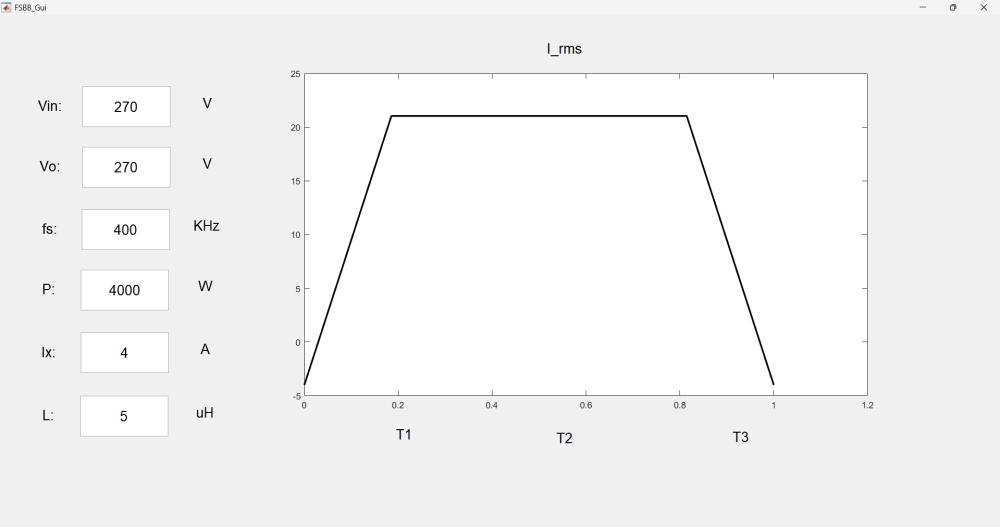 FSBB_Gui
I_rms
Vin: 270 V
Vo: 270 V
fs: 400 KHz
P: 4000 W
Ix: 4 A
L: 5 uH
25
20
15
10
5
0
-5
0 0.2 0.4 0.6 0.8 1 1.2
T1 T2 T3